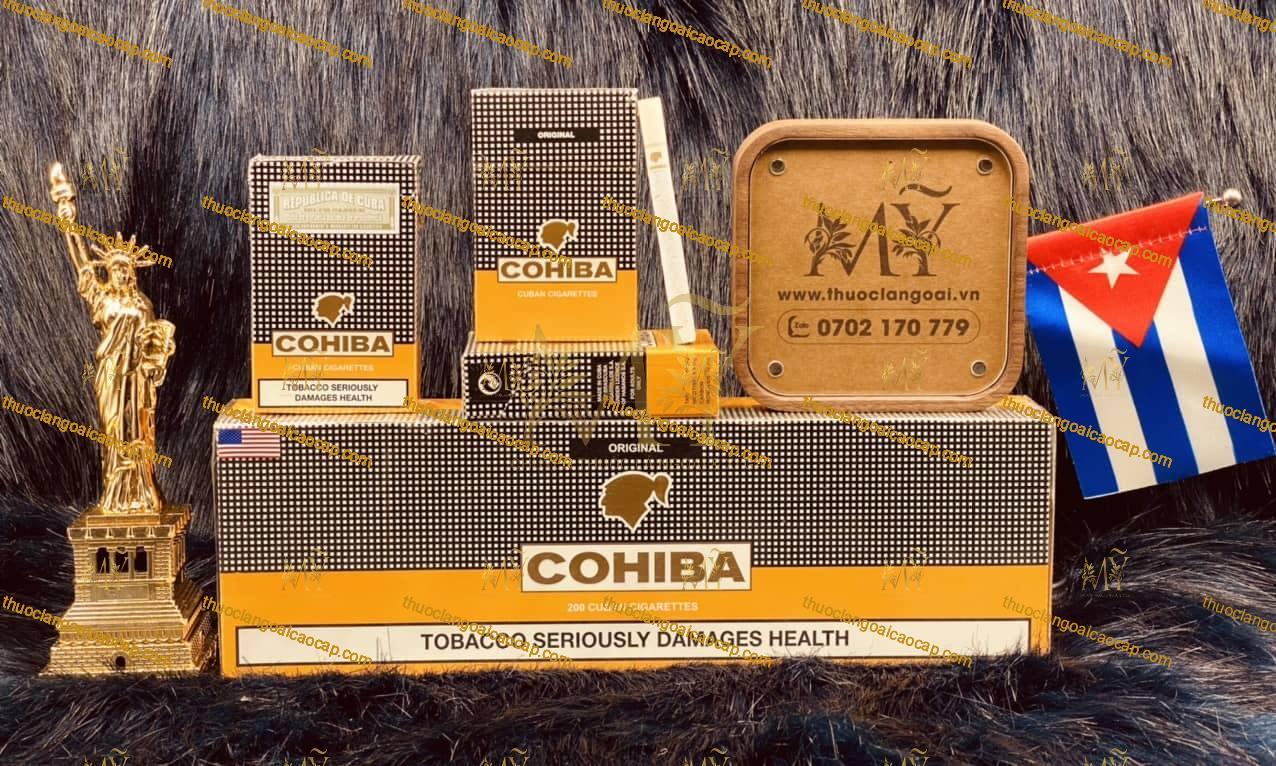 REPUBLICA DE CUBA
COHIBA
CUBAN CIGARETTES
TOBACCO SERIOUSLY
DAMAGES HEALTH
ORIGINAL
COHIBA
CUBAN CIGARETTES
MỸ
www.thuoclangoai.vn
Zalo 0702 170 779
ORIGINAL
COHIBA
200 CUBAN CIGARETTES
TOBACCO SERIOUSLY DAMAGES HEALTH
thuoclangoaicaocap.com